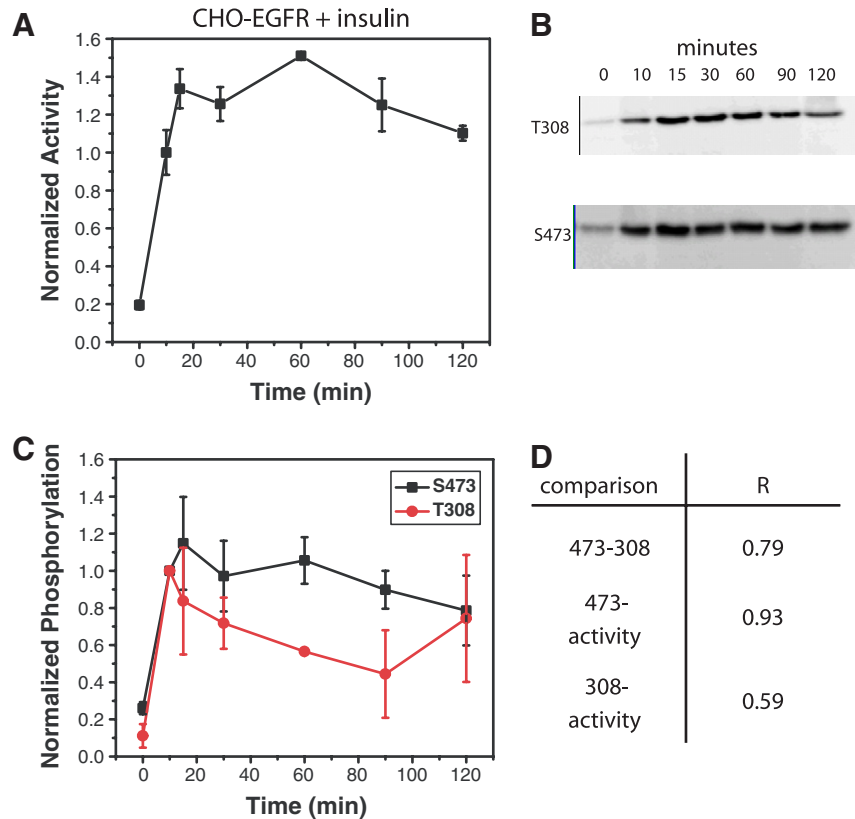 A
CHO-EGFR + insulin
Normalized Activity
1.6
1.4
1.2
1.0
0.8
0.6
0.4
0.2
0.0
0 20 40 60 80 100 120
Time (min)
B
minutes
0 10 15 30 60 90 120
T308
S473
C
Normalized Phosphorylation
1.6
1.4
1.2
1.0
0.8
0.6
0.4
0.2
0.0
S473
T308
0 20 40 60 80 100 120
Time (min)
D
comparison R
473-308 0.79
473-
activity 0.93
308-
activity 0.59